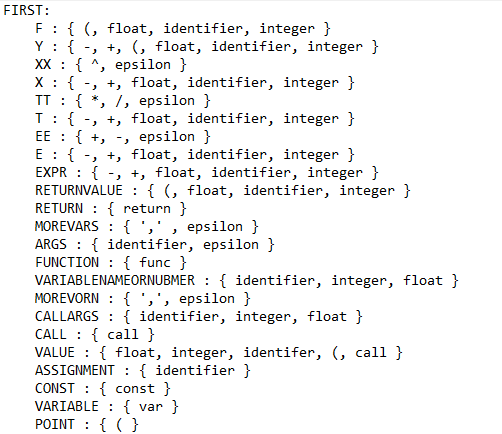 FIRST:
F : { (, float, identifier, integer }
Y : { -, +, (, float, identifier, integer }
XX : { ^, epsilon }
X : { -, +, float, identifier, integer }
TT : { *, /, epsilon }
T : { -, +, float, identifier, integer }
EE : { +, -, epsilon }
E : { -, +, float, identifier, integer }
EXPR : { -, +, float, identifier, integer }
RETURNVALUE : { (, float, identifier, integer }
RETURN : { return }
MOREVARS : { ',' , epsilon }
ARGS : { identifier, epsilon }
FUNCTION : { func }
VARIABLENAMEORNUBMER : { identifier, integer, float }
MOREVORN : { ',', epsilon }
CALLARGS : { identifier, integer, float }
CALL : { call }
VALUE : { float, integer, identifer, (, call }
ASSIGNMENT : { identifier }
CONST : { const }
VARIABLE : { var }
POINT : { ( }